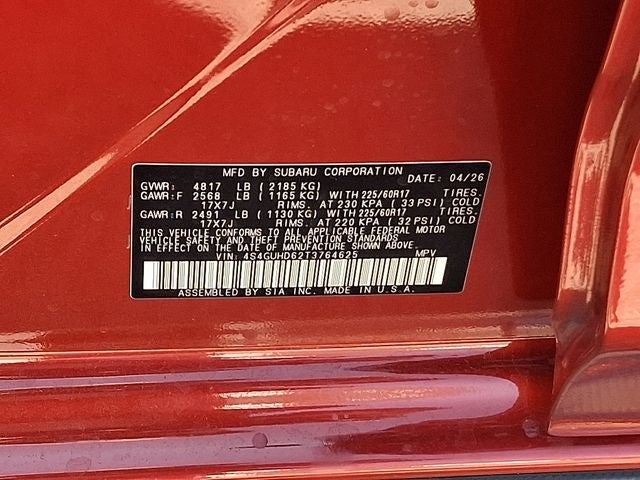 MFD BY SUBARU CORPORATION DATE: 04/26
GVWR: 4817 LB (2185 KG)
GAWR:F 2568 LB (1165 KG) WITH 225/60R17 TIRES.
17X7J RIMS. AT 230 KPA (33 PSI) COLD
GAWR:R 2491 LB (1130 KG) WITH 225/60R17 TIRES.
17X7J RIMS. AT 220 KPA (32 PSI) COLD
THIS VEHICLE CONFORMS TO ALL APPLICABLE FEDERAL MOTOR
VEHICLE SAFETY AND THEFT PREVENTION STANDARDS
IN EFFECT ON THE DATE OF MANUFACTURE SHOWN ABOVE.
VIN: 4S4GUHD62T3764625 MPV
ASSEMBLED BY SIA INC. MADE IN U.S.A.